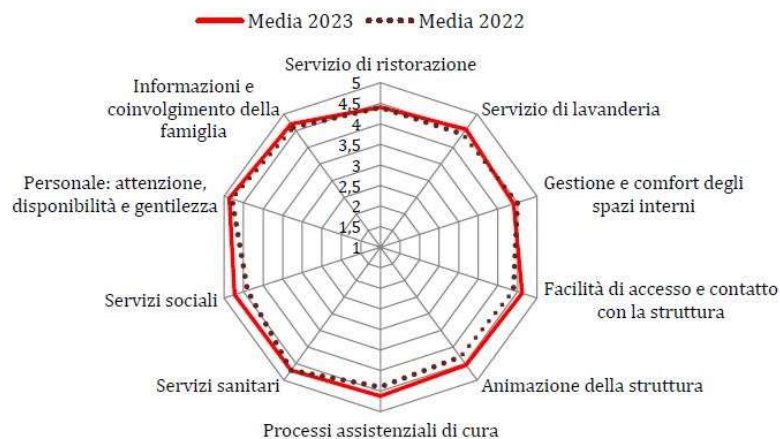 Media 2023
Media 2022
Servizio di ristorazione
Servizio di lavanderia
Gestione e comfort degli
spazi interni
Facilità di accesso e contatto
con la struttura
Animazione della struttura
Processi assistenziali di cura
Servizi sanitari
Servizi sociali
Personale: attenzione,
disponibilità e gentilezza
Informazioni e
coinvolgimento della
famiglia
5
4,5
4
3,5
3
2,5
2
1,5
1